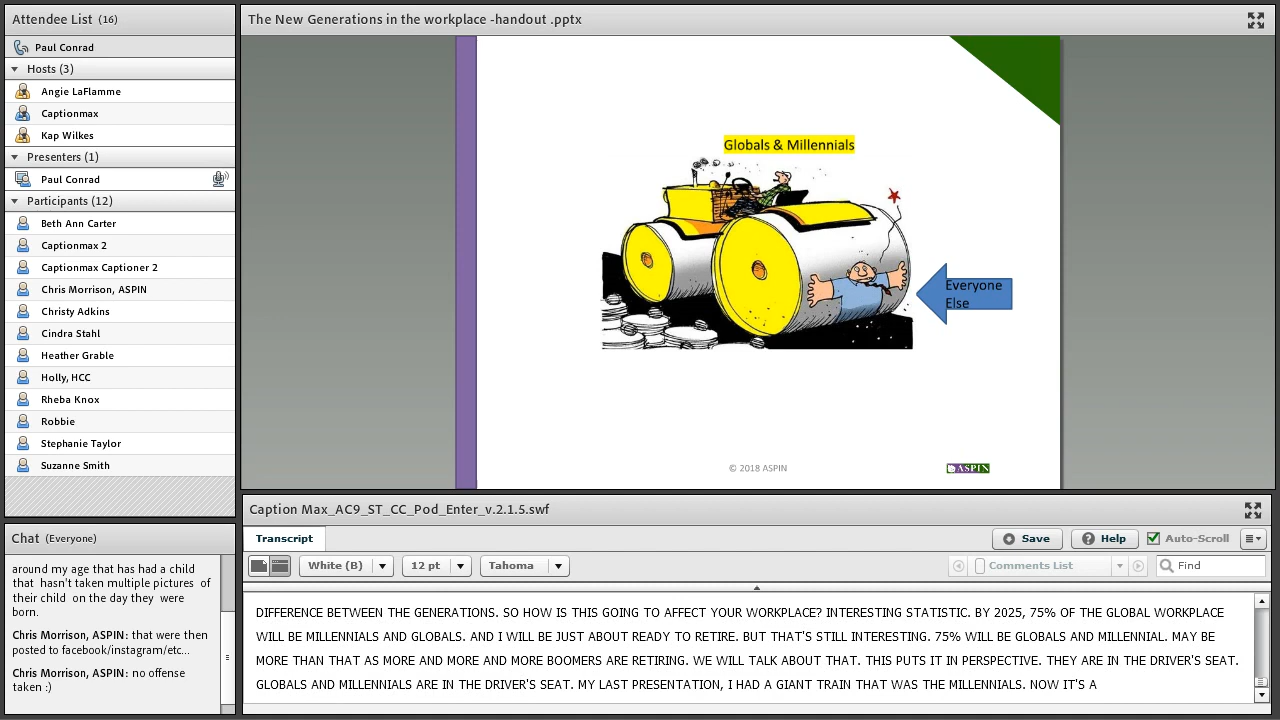 Attendee List (16)
Paul Conrad
Hosts (3)
Angie LaFlamme
Captionmax
Kap Wilkes
Presenters (1)
Paul Conrad
Participants (12)
Beth Ann Carter
Captionmax 2
Captionmax Captioner 2
Chris Morrison, ASPIN
Christy Adkins
Cindra Stahl
Heather Grable
Holly, HCC
Rheba Knox
Robbie
Stephanie Taylor
Suzanne Smith
Chat (Everyone)
around my age that has had a child
that hasn't taken multiple pictures of
their child on the day they were
born.
Chris Morrison, ASPIN: that were then
posted to facebook/instagram/etc...
Chris Morrison, ASPIN: no offense
taken :)
The New Generations in the workplace -handout .pptx
Globals & Millennials
Everyone
Else
© 2018 ASPIN
ASPIN
Caption Max_AC9_ST_CC_Pod_Enter_v.2.1.5.swf
Transcript
Save
Help
Auto-Scroll
White (B)
12 pt
Tahoma
Comments List
Find
DIFFERENCE BETWEEN THE GENERATIONS. SO HOW IS THIS GOING TO AFFECT YOUR WORKPLACE? INTERESTING STATISTIC. BY 2025, 75% OF THE GLOBAL WORKPLACE
WILL BE MILLENNIALS AND GLOBALS. AND I WILL BE JUST ABOUT READY TO RETIRE. BUT THAT'S STILL INTERESTING. 75% WILL BE GLOBALS AND MILLENNIAL. MAY BE
MORE THAN THAT AS MORE AND MORE AND MORE BOOMERS ARE RETIRING. WE WILL TALK ABOUT THAT. THIS PUTS IT IN PERSPECTIVE. THEY ARE IN THE DRIVER'S SEAT.
GLOBALS AND MILLENNIALS ARE IN THE DRIVER'S SEAT. MY LAST PRESENTATION, I HAD A GIANT TRAIN THAT WAS THE MILLENNIALS. NOW IT'S A